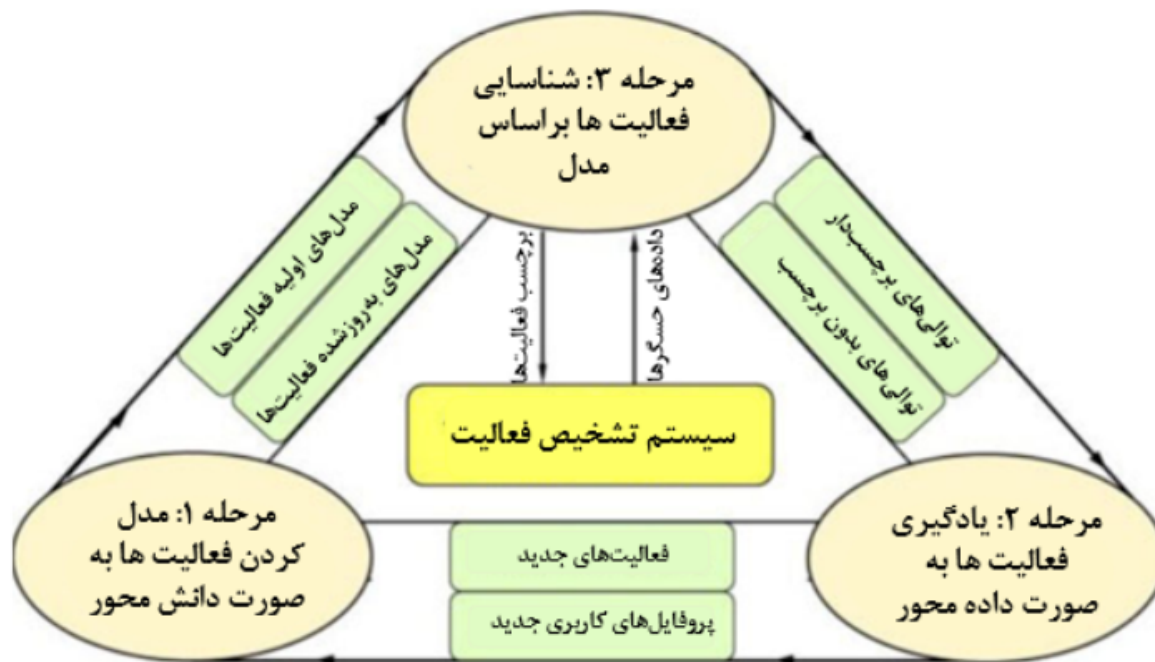 مرحله ۳: شناسایی
فعالیت ها براساس
مدل
مدل‌های اولیه فعالیت‌ها
مدل‌های به‌روزشده فعالیت‌ها
برچسب فعالیت‌ها
داده‌های حسگرها
توالی‌های برچسب‌دار
توالی‌های بدون برچسب
سیستم تشخیص فعالیت
مرحله ۲: یادگیری
فعالیت ها به
صورت داده محور
مرحله ۱: مدل
کردن فعالیت ها به
صورت دانش محور
فعالیت‌های جدید
پروفایل‌های کاربری جدید